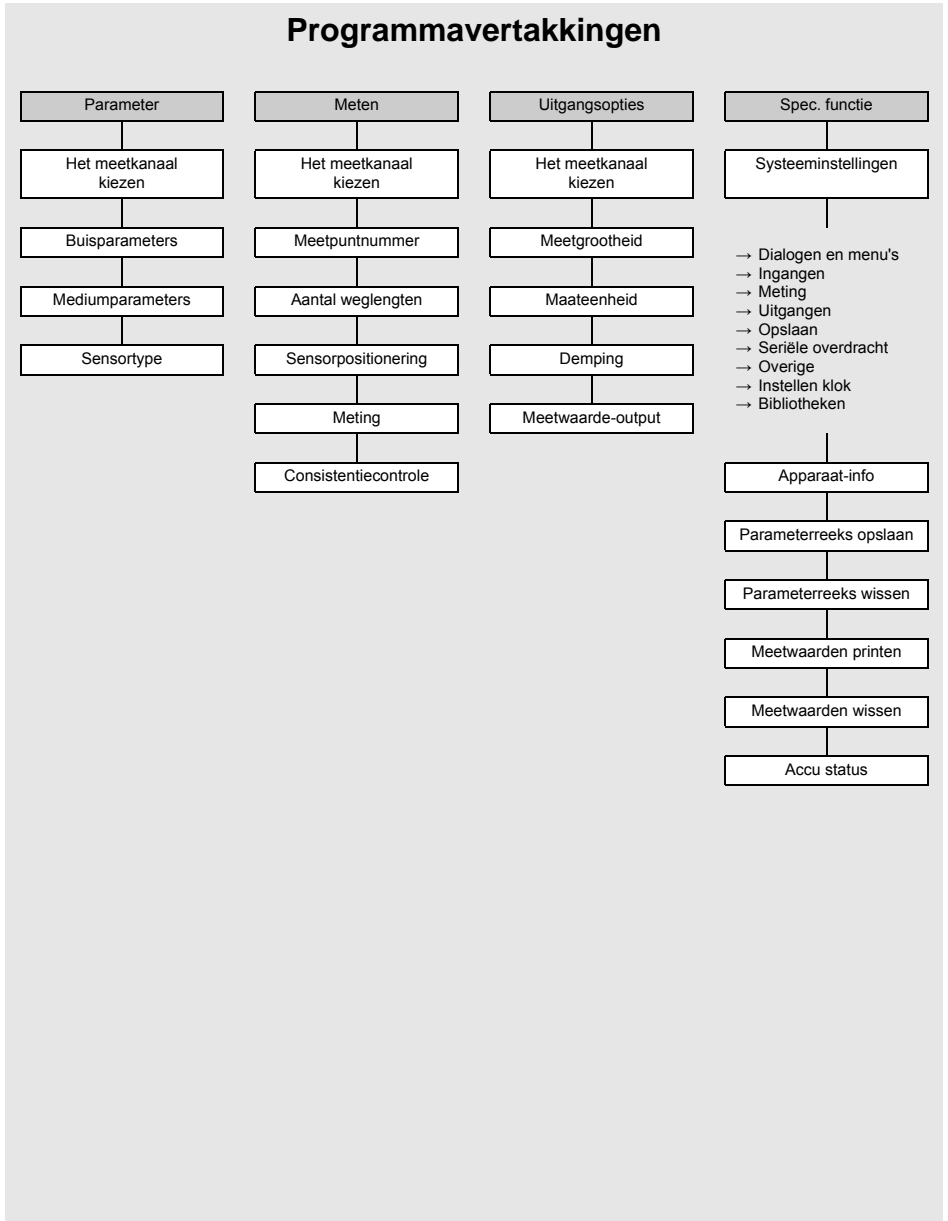 Programmavertakkingen
Parameter
Het meetkanaal
kiezen
Buisparameters
Mediumparameters
Sensortype
Meten
Het meetkanaal
kiezen
Meetpuntnummer
Aantal weglengten
Sensorpositionering
Meting
Consistentiecontrole
Uitgangsopties
Het meetkanaal
kiezen
Meetgrootheid
Maateenheid
Demping
Meetwaarde-output
Spec. functie
Systeeminstellingen
→ Dialogen en menu's
→ Ingangen
→ Meting
→ Uitgangen
→ Opslaan
→ Seriële overdracht
→ Overige
→ Instellen klok
→ Bibliotheken
Apparaat-info
Parameterreeks opslaan
Parameterreeks wissen
Meetwaarden printen
Meetwaarden wissen
Accu status